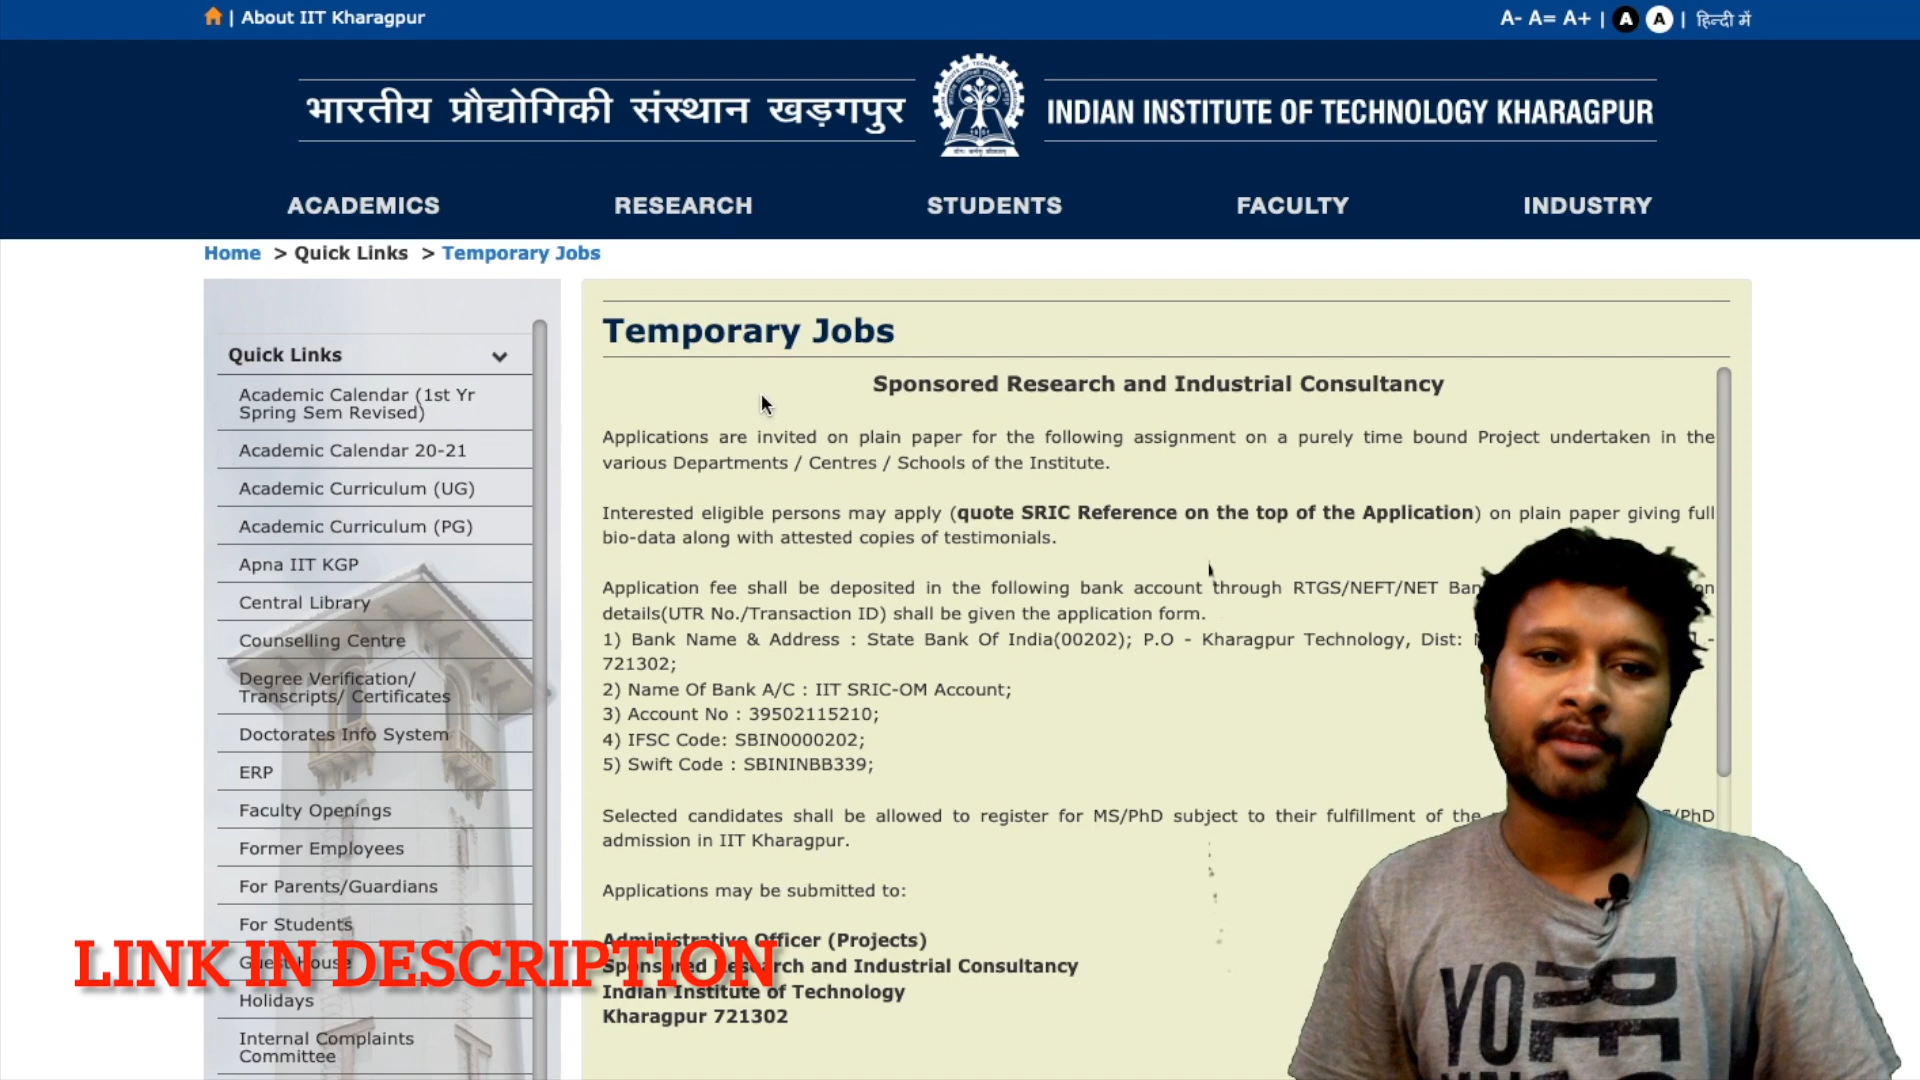 | About IIT Kharagpur
A- A= A+ | A A | हिन्दी में
भारतीय प्रौद्योगिकी संस्थान खड़गपुर
INDIAN INSTITUTE OF TECHNOLOGY KHARAGPUR
ACADEMICS RESEARCH STUDENTS FACULTY INDUSTRY
Home > Quick Links > Temporary Jobs
Quick Links
Academic Calendar (1st Yr
Spring Sem Revised)
Academic Calendar 20-21
Academic Curriculum (UG)
Academic Curriculum (PG)
Apna IIT KGP
Central Library
Counselling Centre
Degree Verification/
Transcripts/ Certificates
Doctorates Info System
ERP
Faculty Openings
Former Employees
For Parents/Guardians
For Students
Guest House
Holidays
Internal Complaints
Committee
Temporary Jobs
Sponsored Research and Industrial Consultancy
Applications are invited on plain paper for the following assignment on a purely time bound Project undertaken in the
various Departments / Centres / Schools of the Institute.
Interested eligible persons may apply (quote SRIC Reference on the top of the Application) on plain paper giving full
bio-data along with attested copies of testimonials.
Application fee shall be deposited in the following bank account through RTGS/NEFT/NET
details(UTR No./Transaction ID) shall be given the application form.
1) Bank Name & Address : State Bank Of India(00202); P.O - Kharagpur Technology, Dist:
721302;
2) Name Of Bank A/C : IIT SRIC-OM Account;
3) Account No : 39502115210;
4) IFSC Code: SBIN0000202;
5) Swift Code : SBININBB339;
Selected candidates shall be allowed to register for MS/PhD subject to their fulfillment of the
admission in IIT Kharagpur.
Applications may be submitted to:
Administrative Officer (Projects)
Sponsored Research and Industrial Consultancy
Indian Institute of Technology
Kharagpur 721302
LINK IN DESCRIPTION
YO